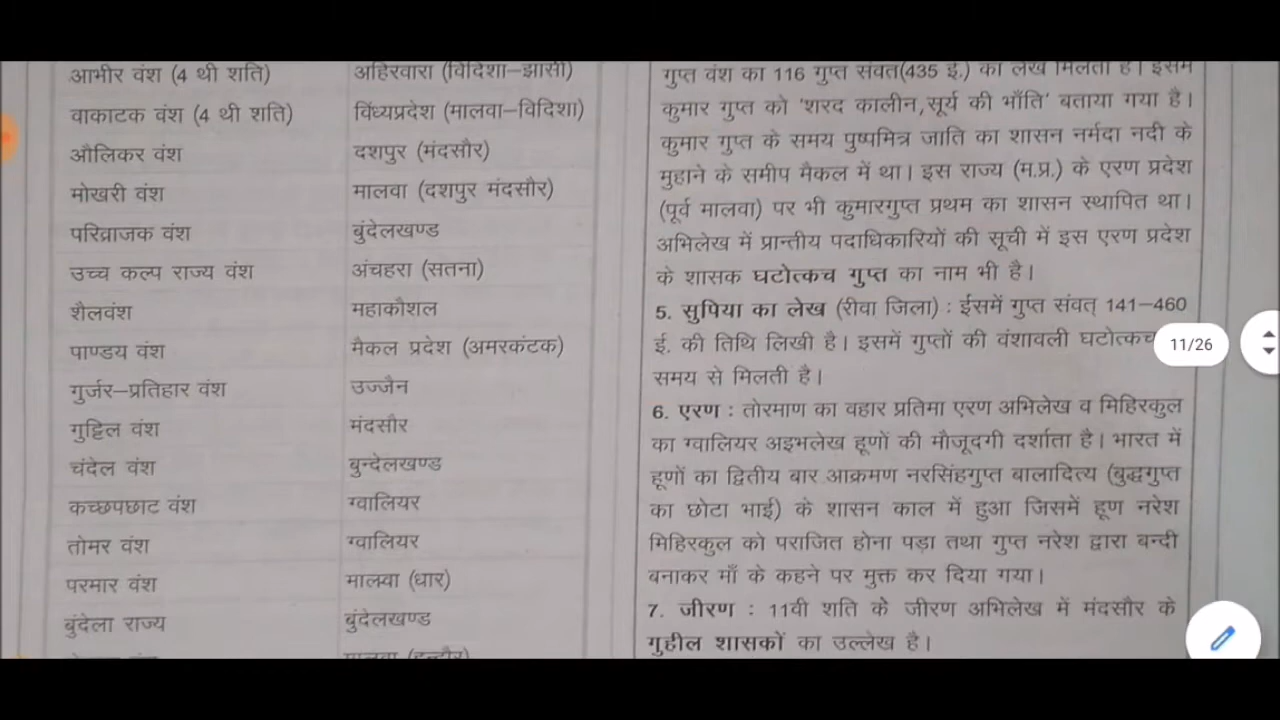 आभीर वंश (4 थी शति) अहिरवारा (विदिशा–झांसी)
वाकाटक वंश (4 थी शति) विंध्यप्रदेश (मालवा–विदिशा)
औलिकर वंश दशपुर (मंदसौर)
मोखरी वंश मालवा (दशपुर मंदसौर)
परिव्राजक वंश बुंदेलखण्ड
उच्च कल्प राज्य वंश अंचहरा (सतना)
शैलवंश महाकौशल
पाण्डय वंश मैकल प्रदेश (अमरकंटक)
गुर्जर–प्रतिहार वंश उज्जैन
गुट्टिल वंश मंदसौर
चंदेल वंश बुन्देलखण्ड
कच्छपछाट वंश ग्वालियर
तोमर वंश ग्वालियर
परमार वंश मालवा (धार)
बुंदेला राज्य बुंदेलखण्ड
मालवा (इन्दौर)
गुप्त वंश का 116 गुप्त संवत(435 ई.) का लेख मिलता है। इसमें
कुमार गुप्त को 'शरद कालीन सूर्य की भाँति' बताया गया है।
कुमार गुप्त के समय पुष्पमित्र जाति का शासन नर्मदा नदी के
मुहाने के समीप मैकल में था। इस राज्य (म.प्र.) के एरण प्रदेश
(पूर्व मालवा) पर भी कुमारगुप्त प्रथम का शासन स्थापित था।
अभिलेख में प्रान्तीय पदाधिकारियों की सूची में इस एरण प्रदेश
के शासक घटोत्कच गुप्त का नाम भी है।
5. सुपिया का लेख (रीवा जिला) : ईसमें गुप्त संवत् 141–460
ई. की तिथि लिखी है। इसमें गुप्तों की वंशावली घटोत्कच
समय से मिलती है।
6. एरण : तोरमाण का वहार प्रतिमा एरण अभिलेख व मिहिरकुल
का ग्वालियर अइभलेख हूणों की मौजूदगी दर्शाता है। भारत में
हूणों का द्वितीय बार आक्रमण नरसिंहगुप्त बालादित्य (बुद्धगुप्त
का छोटा भाई) के शासन काल में हुआ जिसमें हूण नरेश
मिहिरकुल को पराजित होना पड़ा तथा गुप्त नरेश द्वारा बन्दी
बनाकर माँ के कहने पर मुक्त कर दिया गया।
7. जीरण : 11वी शति के जीरण अभिलेख में मंदसौर के
गुहील शासकों का उल्लेख है।
11/26